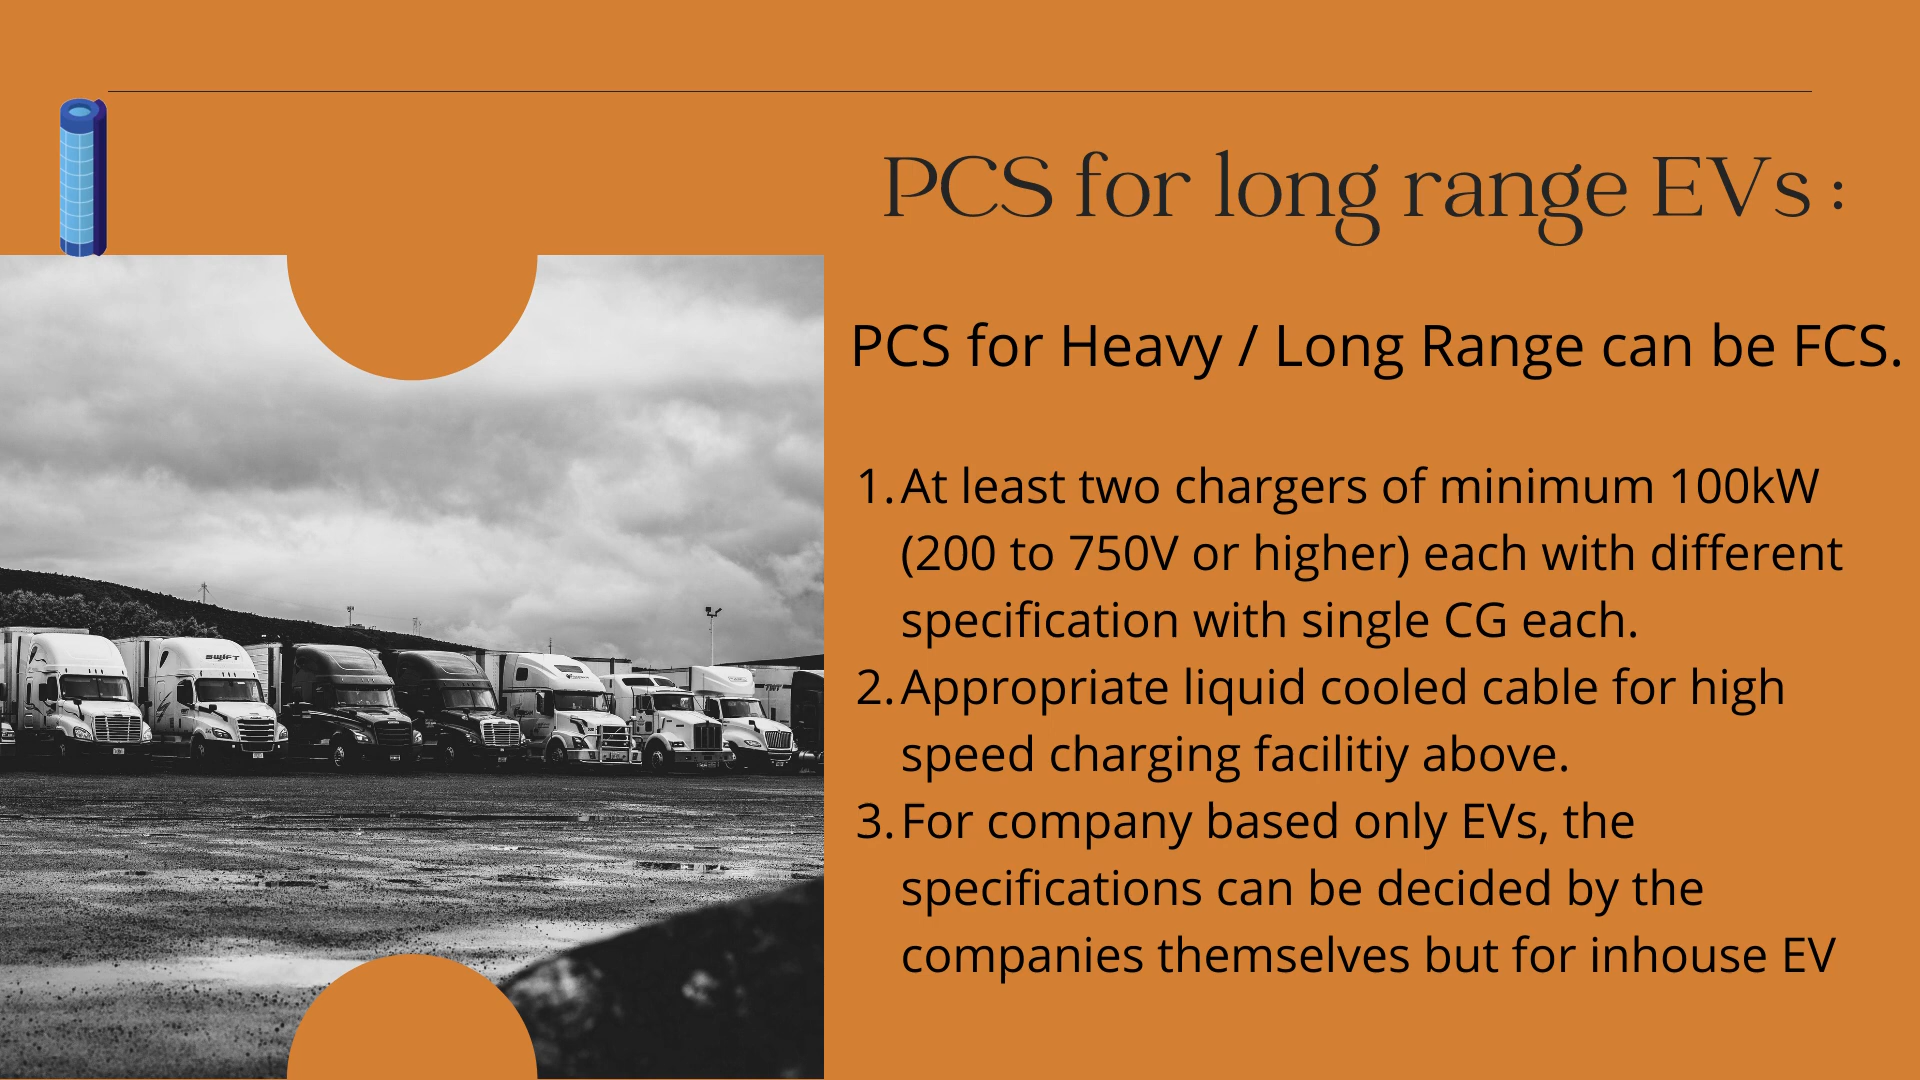 PCS for long range EVs :
PCS for Heavy / Long Range can be FCS.
1. At least two chargers of minimum 100kW
(200 to 750V or higher) each with different
specification with single CG each.
2. Appropriate liquid cooled cable for high
speed charging facilitiy above.
3. For company based only EVs, the
specifications can be decided by the
companies themselves but for inhouse EV
SWIFT